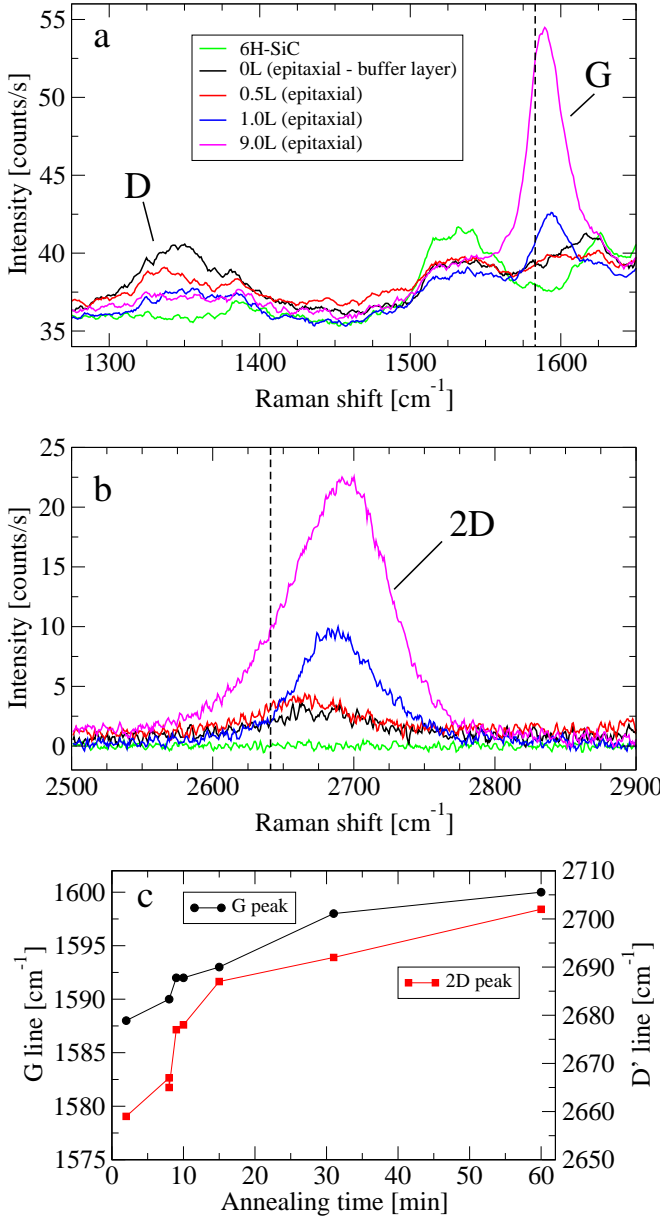 a
6H-SiC
0L (epitaxial - buffer layer)
0.5L (epitaxial)
1.0L (epitaxial)
9.0L (epitaxial)
G
D
Intensity [counts/s]
55
50
45
40
35
1300 1400 1500 1600
Raman shift [cm⁻¹]
b
2D
Intensity [counts/s]
25
20
15
10
5
0
2500 2600 2700 2800 2900
Raman shift [cm⁻¹]
c
G peak
2D peak
G line [cm⁻¹]
1600
1595
1590
1585
1580
1575
D' line [cm⁻¹]
2710
2700
2690
2680
2670
2660
2650
0 10 20 30 40 50 60
Annealing time [min]